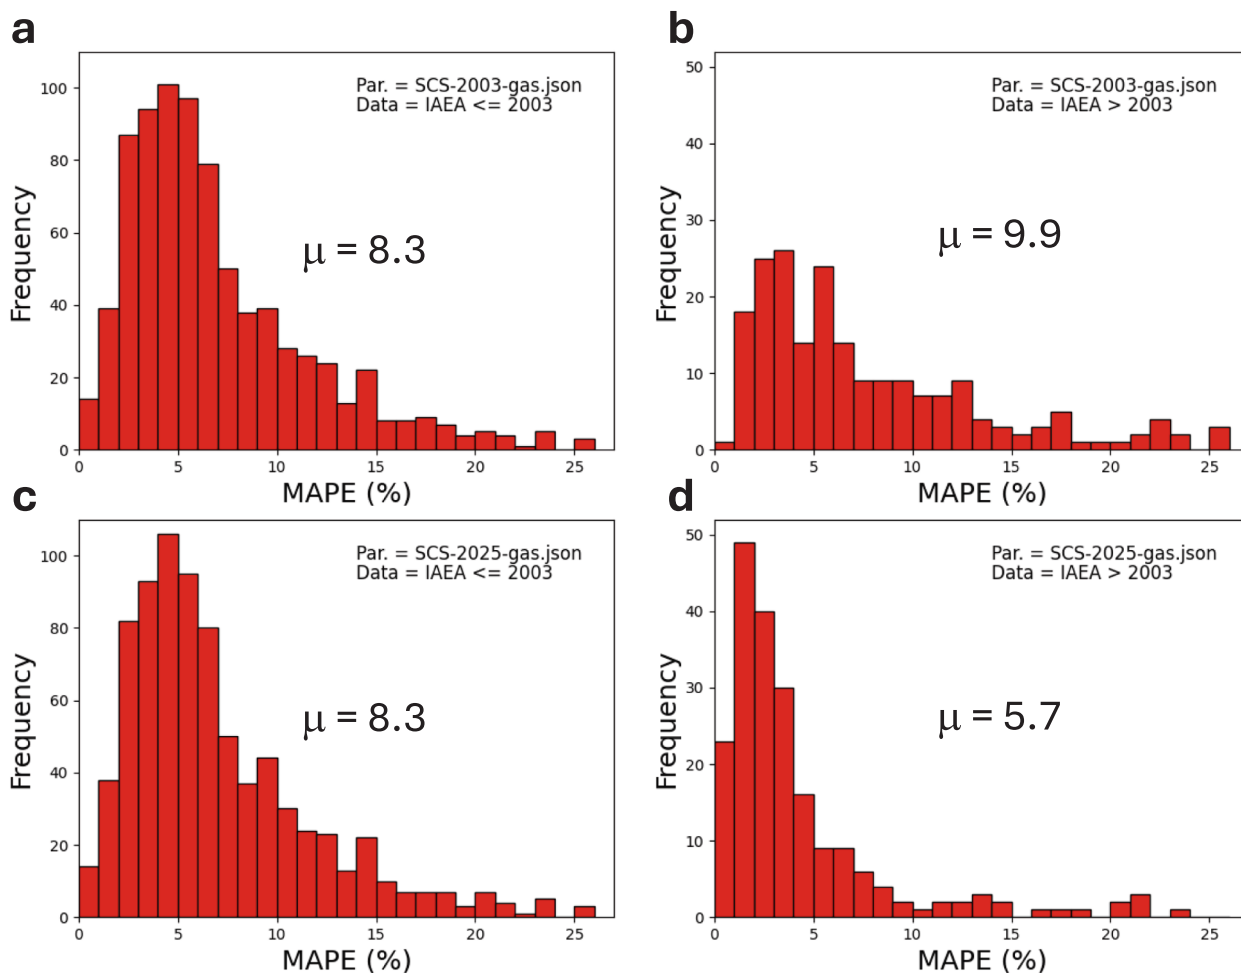 a
Par. = SCS-2003-gas.json
Data = IAEA <= 2003
μ = 8.3
Frequency
100
80
60
40
20
0
0 5 10 15 20 25
MAPE (%)
b
Par. = SCS-2003-gas.json
Data = IAEA > 2003
μ = 9.9
Frequency
50
40
30
20
10
0
0 5 10 15 20 25
MAPE (%)
c
Par. = SCS-2025-gas.json
Data = IAEA <= 2003
μ = 8.3
Frequency
100
80
60
40
20
0
0 5 10 15 20 25
MAPE (%)
d
Par. = SCS-2025-gas.json
Data = IAEA > 2003
μ = 5.7
Frequency
50
40
30
20
10
0
0 5 10 15 20 25
MAPE (%)